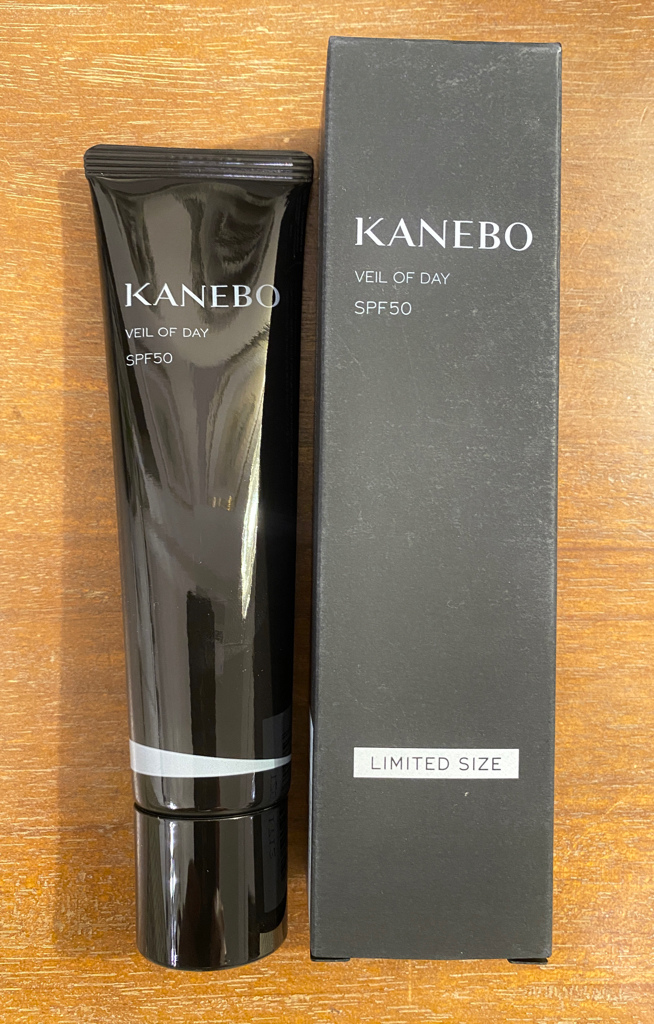 KANEBO
VEIL OF DAY
SPF50
KANEBO
VEIL OF DAY
SPF50
LIMITED SIZE